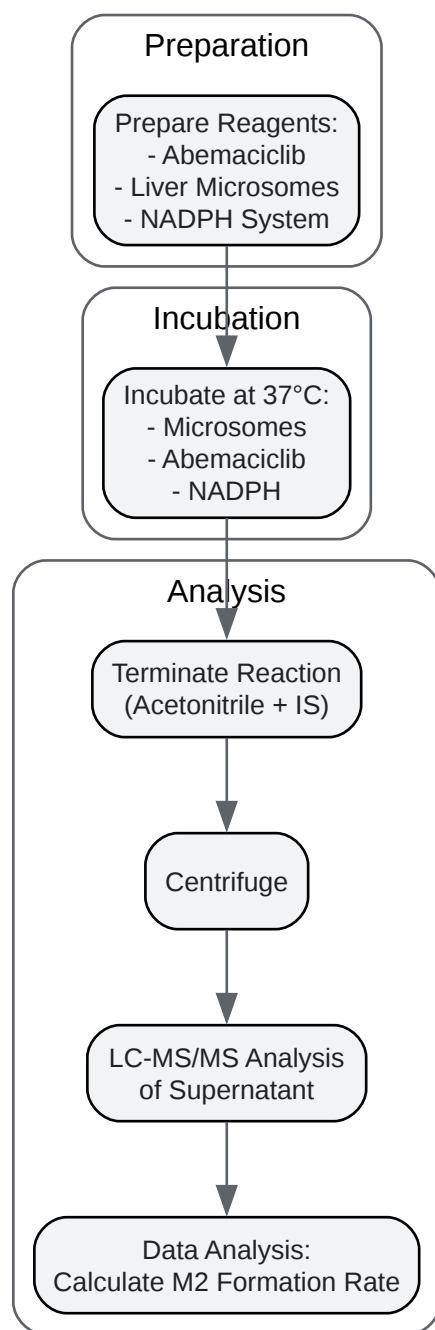 Preparation
Prepare Reagents:
- Abemaciclib
- Liver Microsomes
- NADPH System
Incubation
Incubate at 37°C:
- Microsomes
- Abemaciclib
- NADPH
Analysis
Terminate Reaction
(Acetonitrile + IS)
Centrifuge
LC-MS/MS Analysis
of Supernatant
Data Analysis:
Calculate M2 Formation Rate